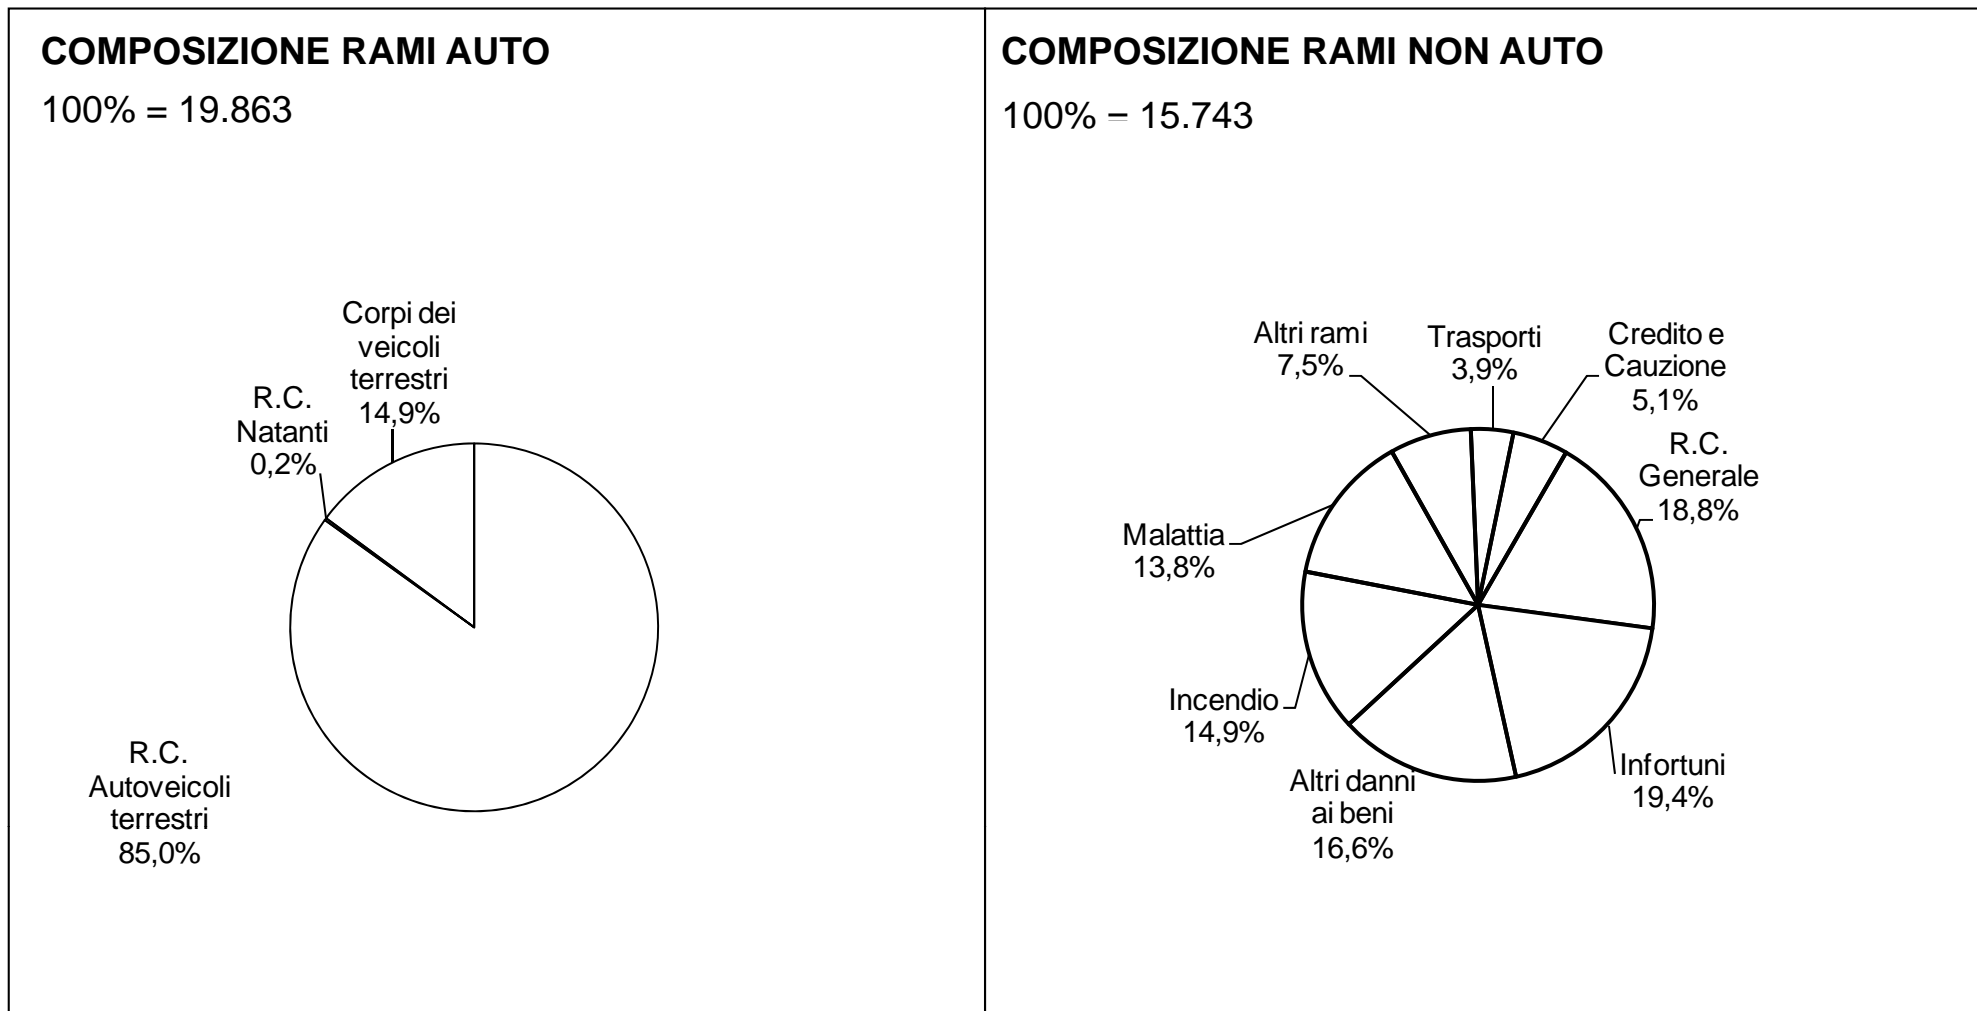 COMPOSIZIONE RAMI AUTO
100% = 19.863
Corpi dei
veicoli
terrestri
14,9%
R.C.
Natanti
0,2%
R.C.
Autoveicoli
terrestri
85,0%
COMPOSIZIONE RAMI NON AUTO
100% = 15.743
Altri rami
7,5%
Trasporti
3,9%
Credito e
Cauzione
5,1%
R.C.
Generale
18,8%
Malattia
13,8%
Incendio
14,9%
Altri danni
ai beni
16,6%
Infortuni
19,4%